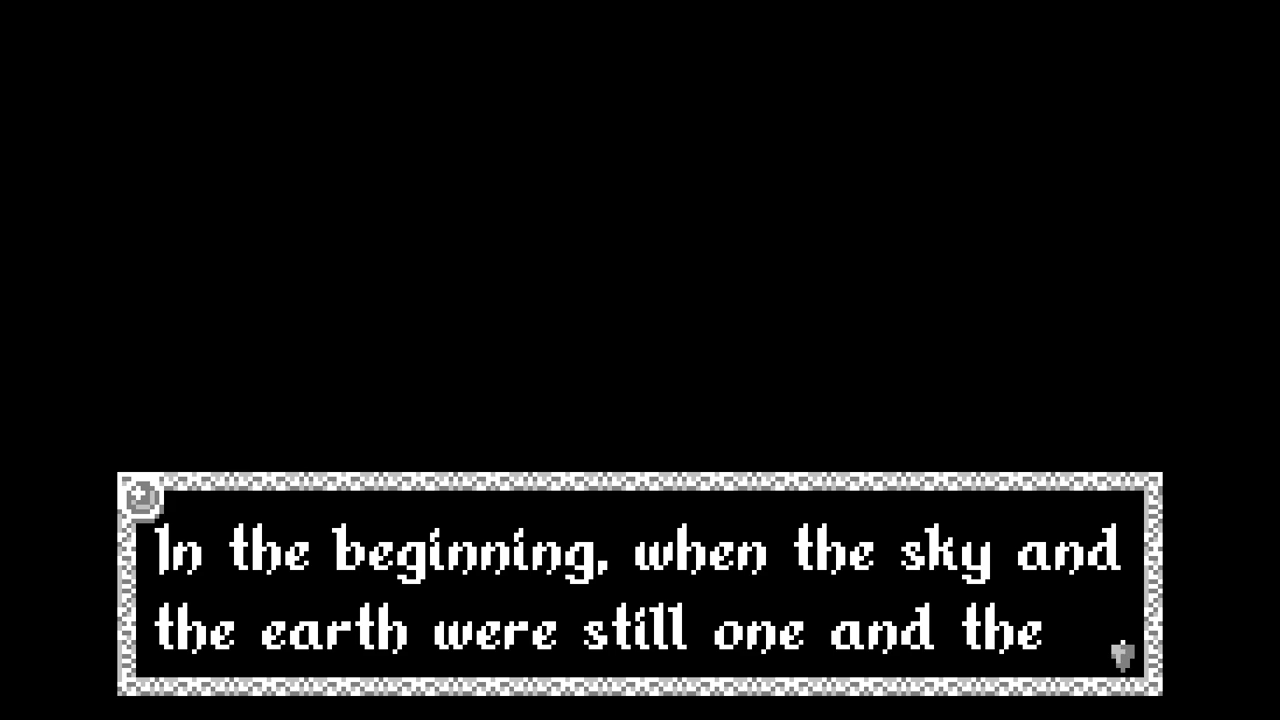 In the beginning, when the sky and
the earth were still one and the